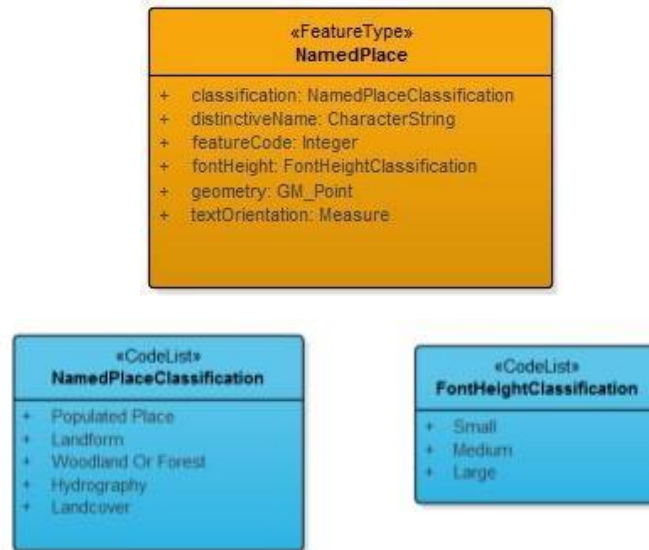 «FeatureType»
NamedPlace
+ classification: NamedPlaceClassification
+ distinctiveName: CharacterString
+ featureCode: Integer
+ fontHeight: FontHeightClassification
+ geometry: GM_Point
+ textOrientation: Measure
«CodeList»
NamedPlaceClassification
+ Populated Place
+ Landform
+ Woodland Or Forest
+ Hydrography
+ Landcover
«CodeList»
FontHeightClassification
+ Small
+ Medium
+ Large